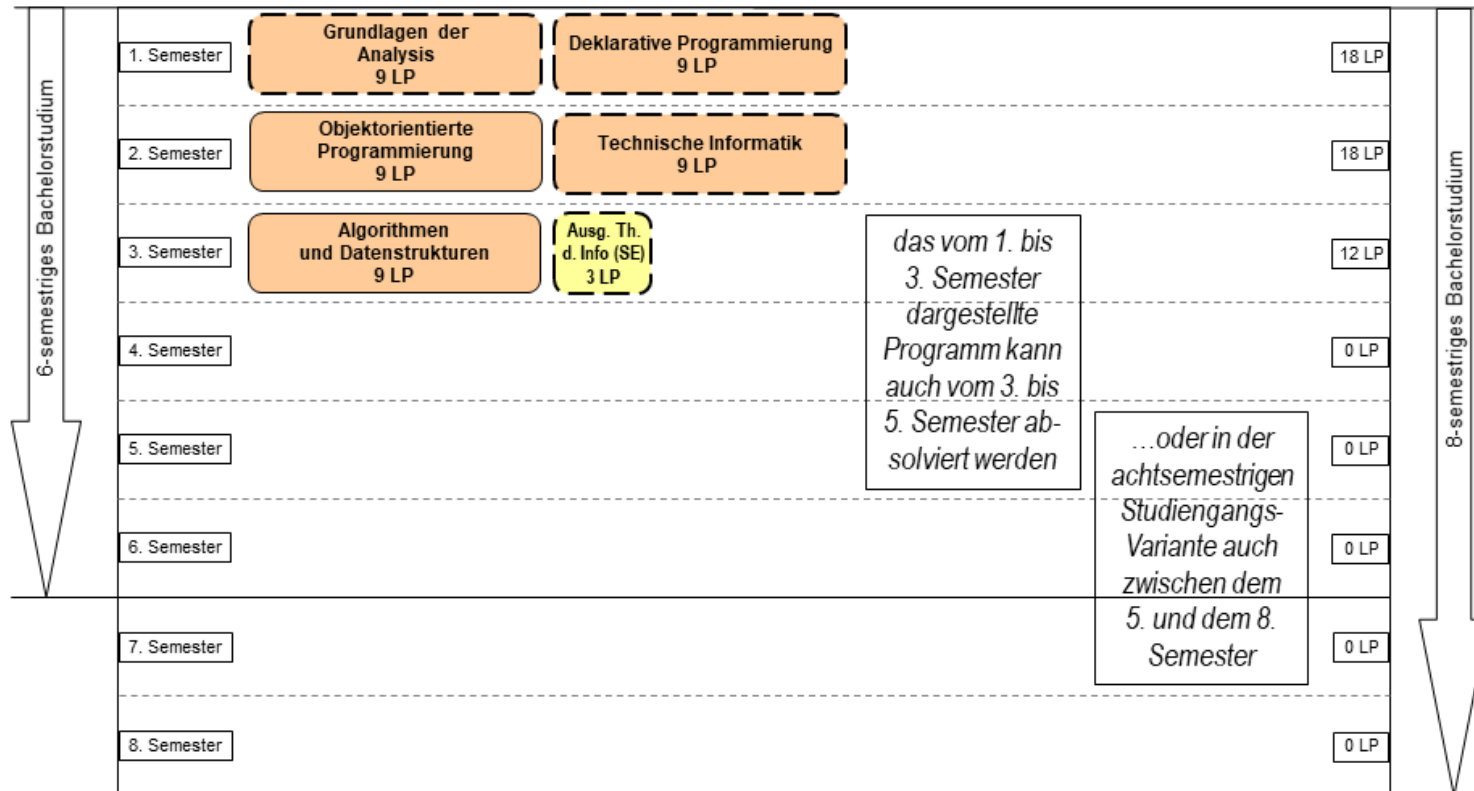 6-semestriges Bachelorstudium
1. Semester
Grundlagen der
Analysis
9 LP
Deklarative Programmierung
9 LP
18 LP
2. Semester
Objektorientierte
Programmierung
9 LP
Technische Informatik
9 LP
18 LP
3. Semester
Algorithmen
und Datenstrukturen
9 LP
Ausg. Th.
d. Info (SE)
3 LP
12 LP
das vom 1. bis
3. Semester
dargestellte
Programm kann
auch vom 3. bis
5. Semester ab-
solviert werden
4. Semester
0 LP
5. Semester
0 LP
...oder in der
achtsemestrigen
Studiengangs-
Variante auch
zwischen dem
5. und dem 8.
Semester
6. Semester
0 LP
7. Semester
0 LP
8. Semester
0 LP
8-semestriges Bachelorstudium